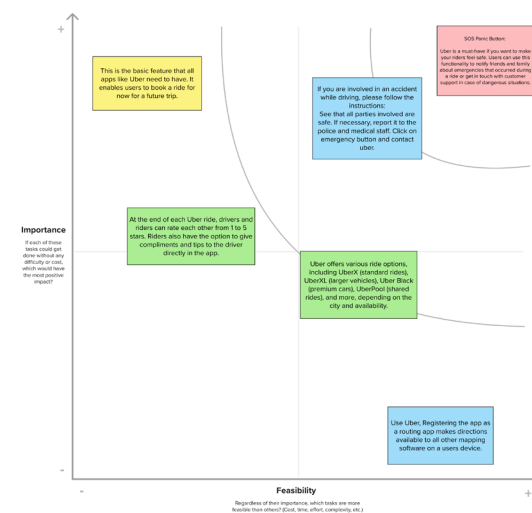 +
SOS Panic Button:
Uber is a must-have if you want to make
your riders feel safe. Users can use this
functionality to notify friends and family
about emergencies that occurred during
a ride or get in touch with customer
support in case of dangerous situations.
This is the basic feature that all
apps like Uber need to have. It
enables users to book a ride for
now for a future trip.
If you are involved in an accident
while driving, please follow the
instructions:
See that all parties involved are
safe. If necessary, report it to the
police and medical staff. Click on
emergency button and contact
uber.
At the end of each Uber ride, drivers and
riders can rate each other from 1 to 5
stars. Riders also have the option to give
compliments and tips to the driver
directly in the app.
Importance
If each of these
tasks could get
done without any
difficulty or cost,
which would have
the most positive
impact?
Uber offers various ride options,
including UberX (standard rides),
UberXL (larger vehicles), Uber Black
(premium cars), UberPool (shared
rides), and more, depending on the
city and availability.
Use Uber, Registering the app as
a routing app makes directions
available to all other mapping
software on a users device.
-
-
Feasibility
+
Regardless of their importance, which tasks are more
feasible than others? (Cost, time, effort, complexity, etc.)